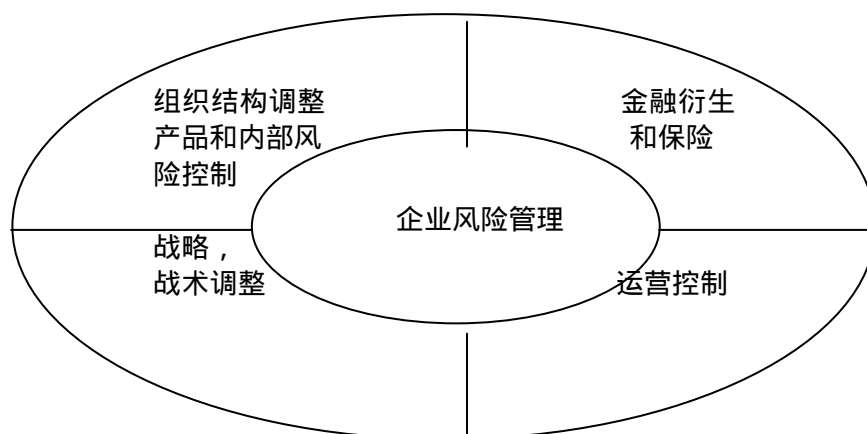 组织结构调整
产品和内部风
险控制
金融衍生
和保险
企业风险管理
战略，
战术调整
运营控制